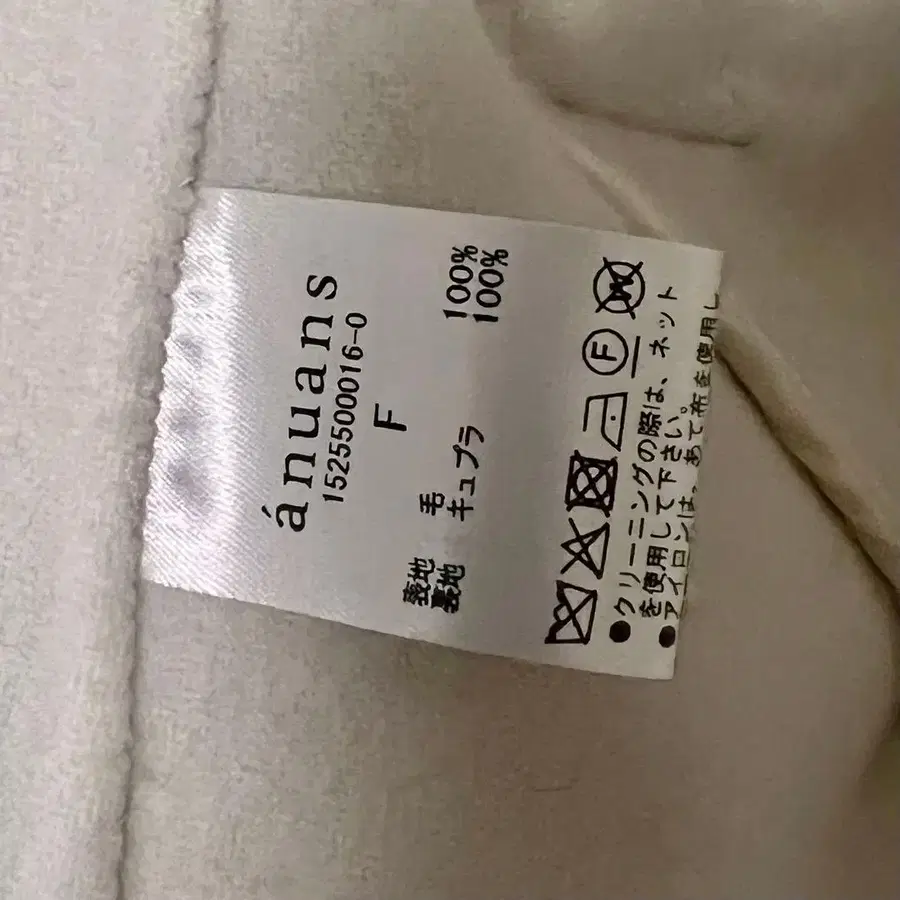 ánuans
1525500016-0
F
表地 毛 100%
裏地 キュプラ 100%
F
●クリーニングの際は、ネット
を使用して下さい。
●アイロンは、あて布を使用し